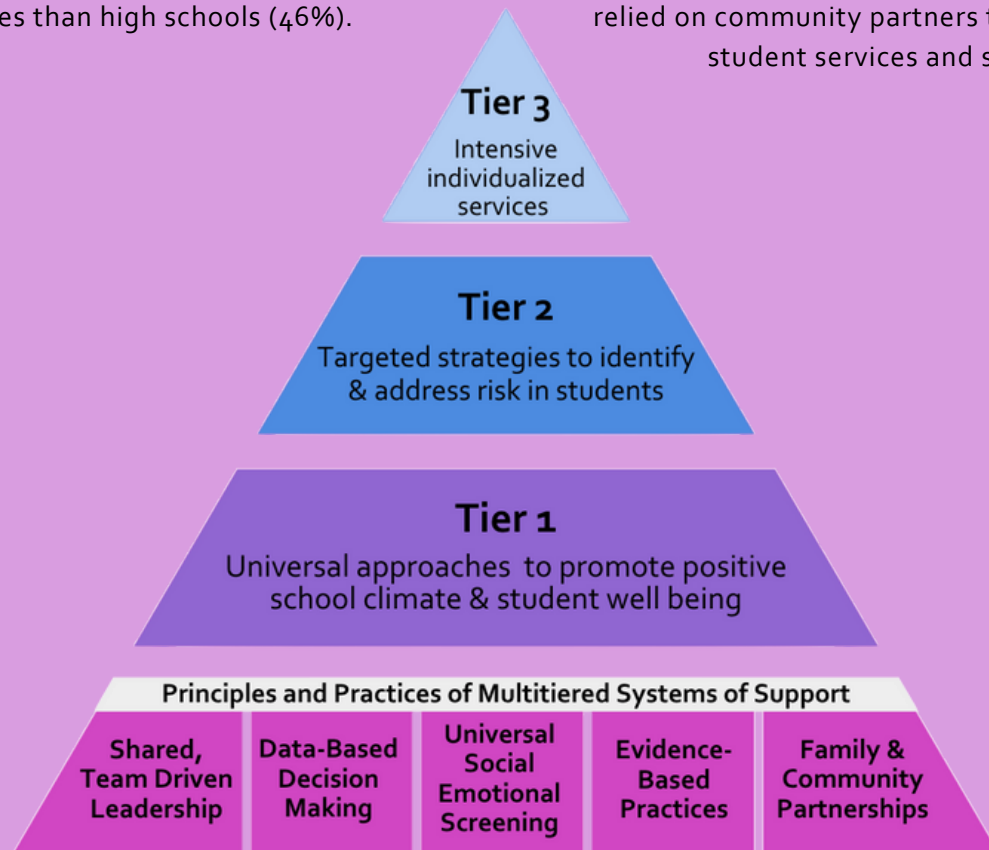 es than high schools (46%).
relied on community partners
student services and
Tier 3
Intensive
individualized
services
Tier 2
Targeted strategies to identify
& address risk in students
Tier 1
Universal approaches to promote positive
school climate & student well being
Principles and Practices of Multitiered Systems of Support
Shared,
Team Driven
Leadership
Data-Based
Decision
Making
Universal
Social
Emotional
Screening
Evidence-
Based
Practices
Family &
Community
Partnerships